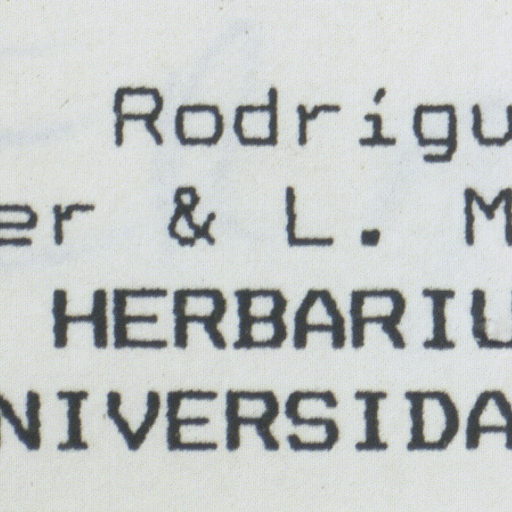 Rodrígu
er & L. M
HERBARIU
NIVERSIDA